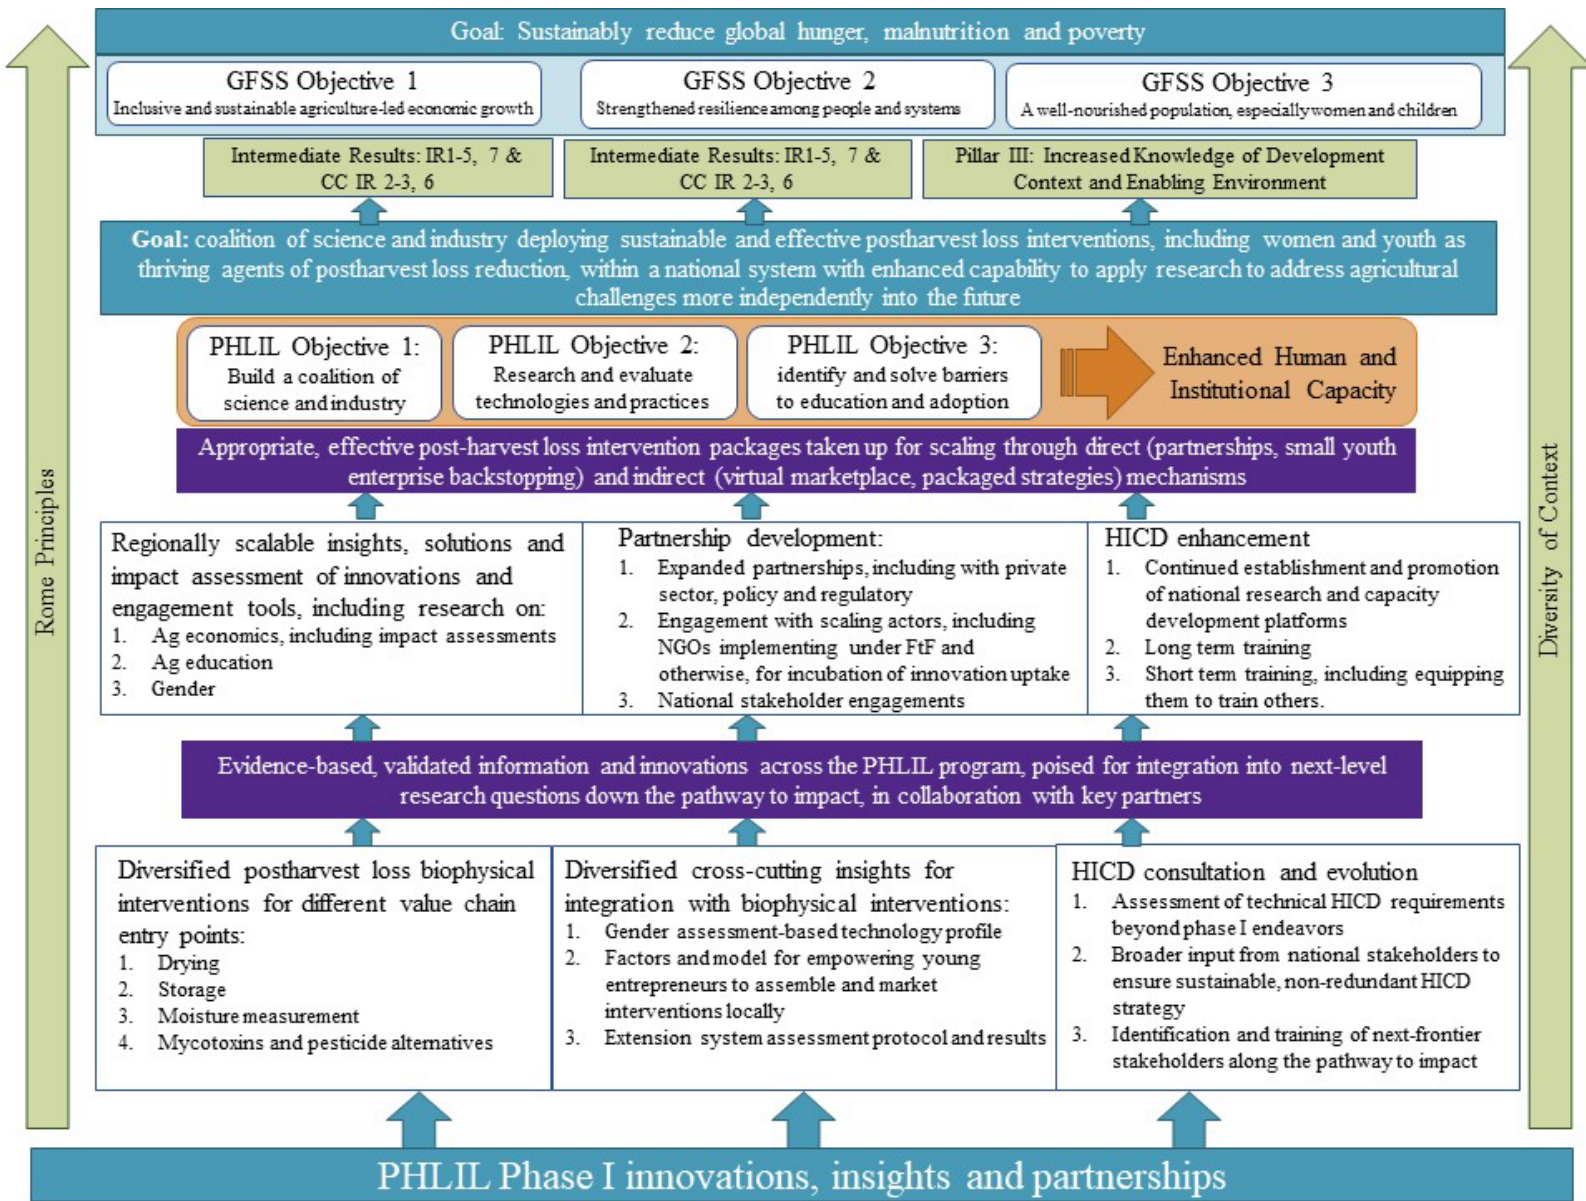 Goal: Sustainably reduce global hunger, malnutrition and poverty
GFSS Objective 1
Inclusive and sustainable agriculture-led economic growth
GFSS Objective 2
Strengthened resilience among people and systems
GFSS Objective 3
A well-nourished population, especially women and children
Intermediate Results: IR1-5, 7 &
CC IR 2-3, 6
Intermediate Results: IR1-5, 7 &
CC IR 2-3, 6
Pillar III: Increased Knowledge of Development
Context and Enabling Environment
Goal: coalition of science and industry deploying sustainable and effective postharvest loss interventions, including women and youth as
thriving agents of postharvest loss reduction, within a national system with enhanced capability to apply research to address agricultural
challenges more independently into the future
PHLIL Objective 1:
Build a coalition of
science and industry
PHLIL Objective 2:
Research and evaluate
technologies and practices
PHLIL Objective 3:
identify and solve barriers
to education and adoption
Enhanced Human and
Institutional Capacity
Appropriate, effective post-harvest loss intervention packages taken up for scaling through direct (partnerships, small youth
enterprise backstopping) and indirect (virtual marketplace, packaged strategies) mechanisms
Rome Principles
Diversity of Context
Regionally scalable insights, solutions and
impact assessment of innovations and
engagement tools, including research on:
1. Ag economics, including impact assessments
2. Ag education
3. Gender
Partnership development:
1. Expanded partnerships, including with private
sector, policy and regulatory
2. Engagement with scaling actors, including
NGOs implementing under FtF and
otherwise, for incubation of innovation uptake
3. National stakeholder engagements
HICD enhancement
1. Continued establishment and promotion
of national research and capacity
development platforms
2. Long term training
3. Short term training, including equipping
them to train others.
Evidence-based, validated information and innovations across the PHLIL program, poised for integration into next-level
research questions down the pathway to impact, in collaboration with key partners
Diversified postharvest loss biophysical
interventions for different value chain
entry points:
1. Drying
2. Storage
3. Moisture measurement
4. Mycotoxins and pesticide alternatives
Diversified cross-cutting insights for
integration with biophysical interventions:
1. Gender assessment-based technology profile
2. Factors and model for empowering young
entrepreneurs to assemble and market
interventions locally
3. Extension system assessment protocol and results
HICD consultation and evolution
1. Assessment of technical HICD requirements
beyond phase I endeavors
2. Broader input from national stakeholders to
ensure sustainable, non-redundant HICD
strategy
3. Identification and training of next-frontier
stakeholders along the pathway to impact
PHLIL Phase I innovations, insights and partnerships